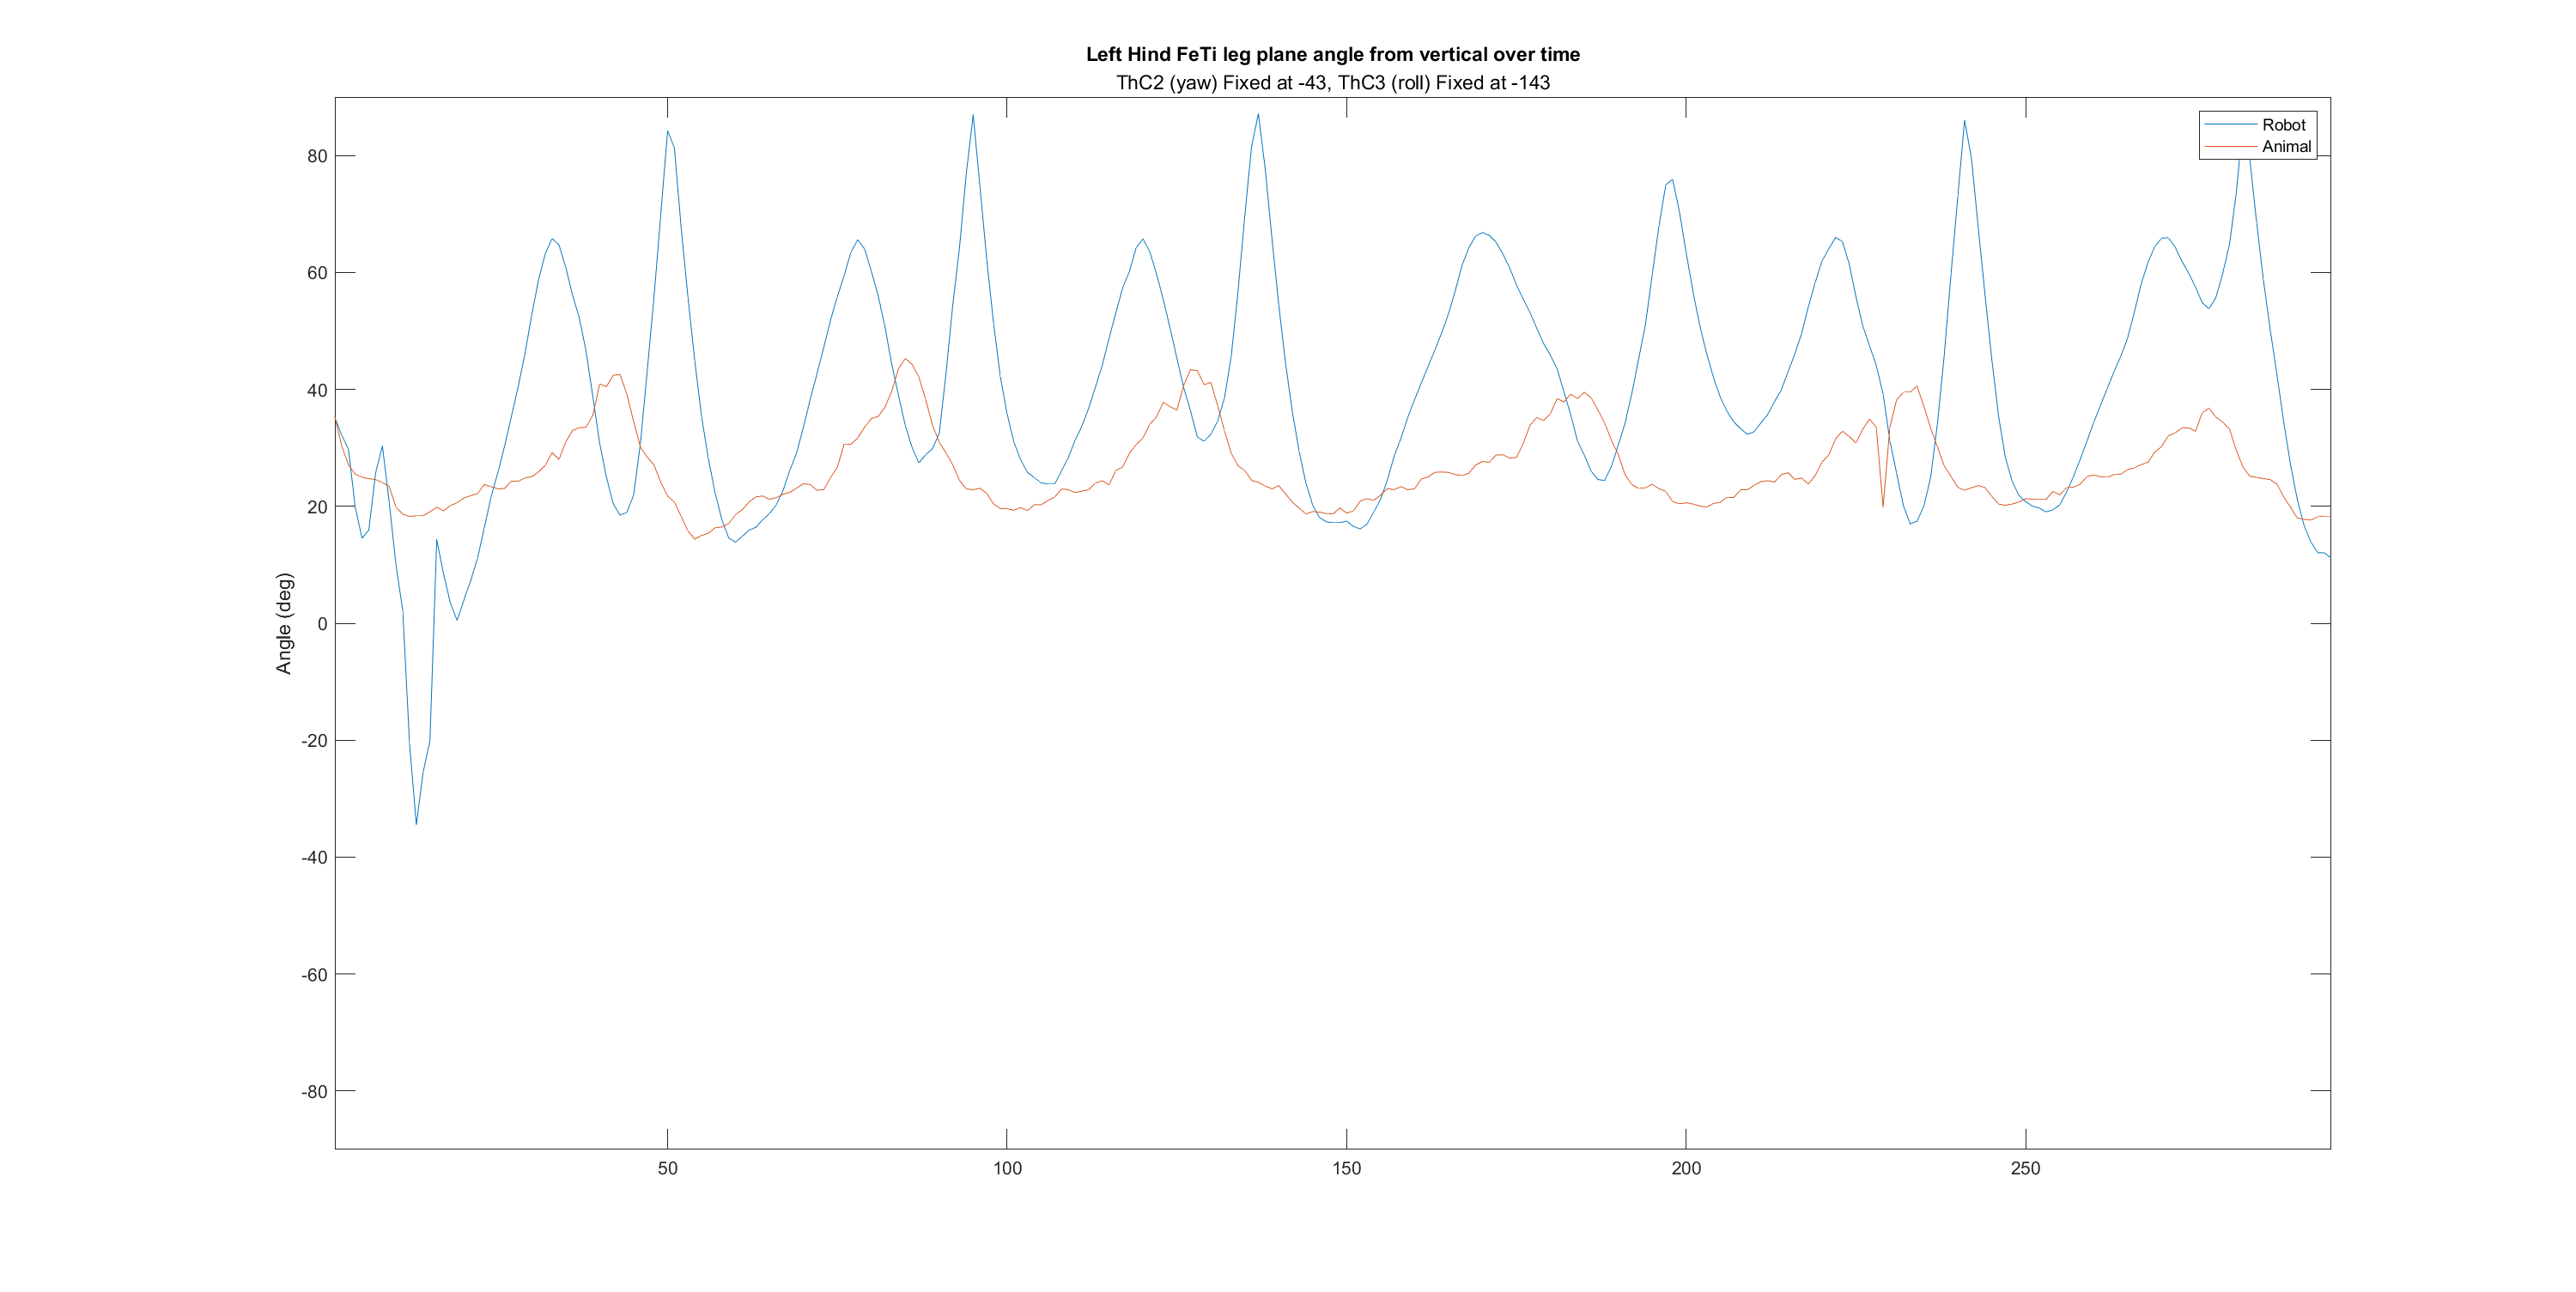 Left Hind FeTi leg plane angle from vertical over time
ThC2 (yaw) Fixed at -43, ThC3 (roll) Fixed at -143
Robot
Animal
80
60
40
20
0
-20
-40
-60
-80
Angle (deg)
50
100
150
200
250